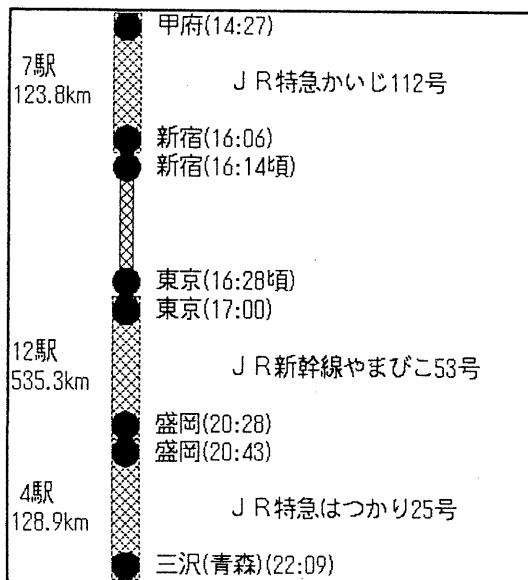 甲府(14:27)
7駅
123.8km
JR特急かいじ112号
新宿(16:06)
新宿(16:14頃)
東京(16:28頃)
東京(17:00)
12駅
535.3km
JR新幹線やまびこ53号
盛岡(20:28)
盛岡(20:43)
4駅
128.9km
JR特急はつかり25号
三沢(青森)(22:09)